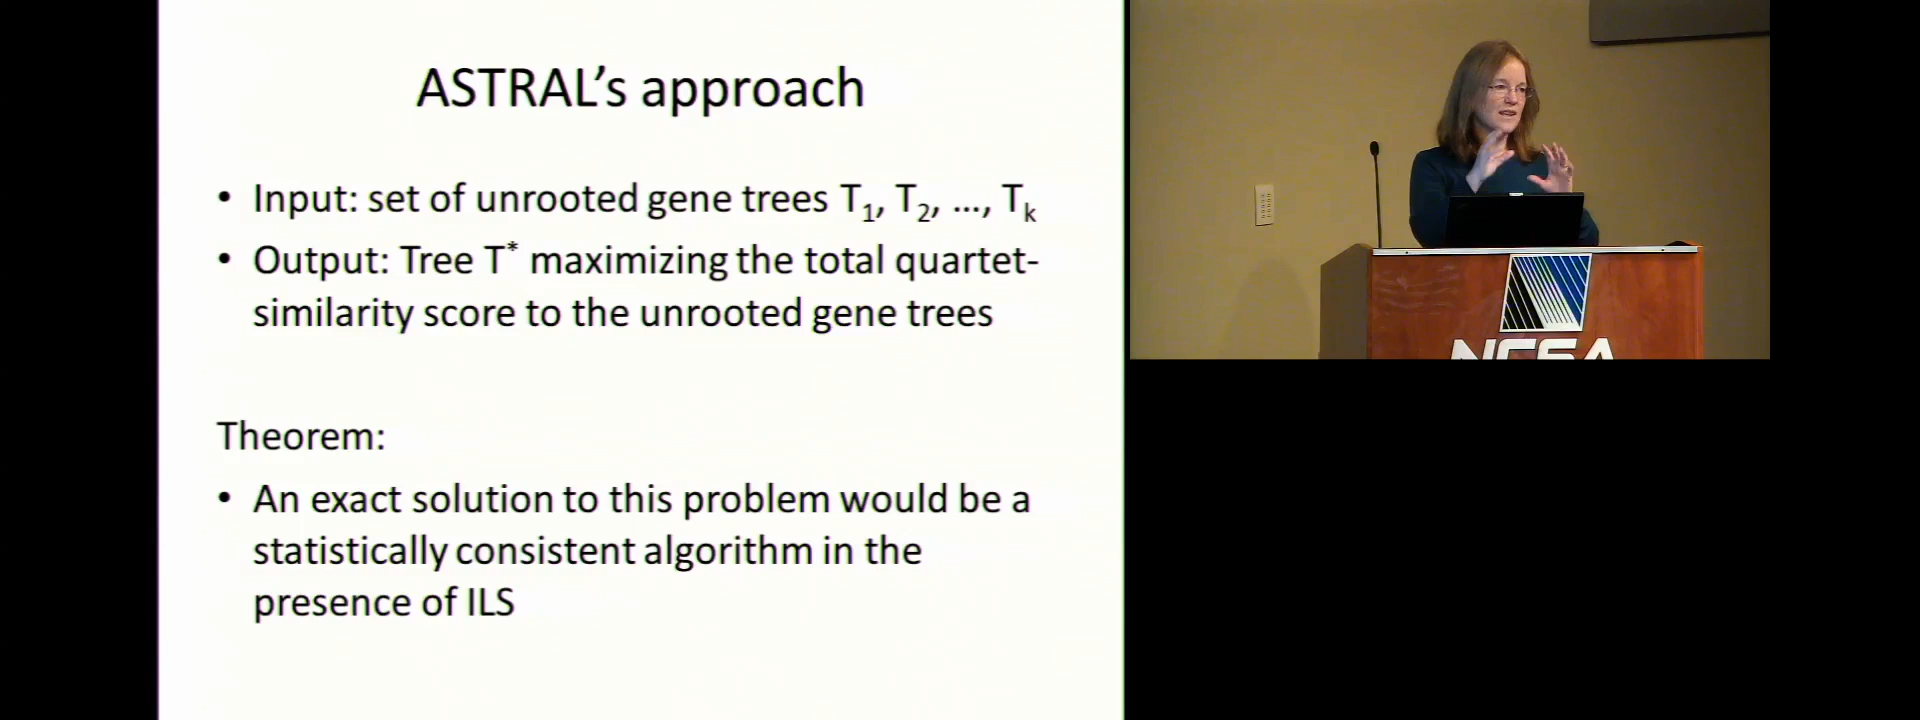 ASTRAL's approach
• Input: set of unrooted gene trees T₁, T₂, …, Tₖ
• Output: Tree T* maximizing the total quartet-
similarity score to the unrooted gene trees
Theorem:
• An exact solution to this problem would be a
statistically consistent algorithm in the
presence of ILS
NCSA